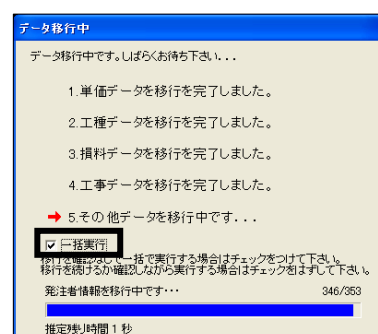 データ移行中
データ移行中です。しばらくお待ち下さい...
1.単価データを移行を完了しました。
2.工種データを移行を完了しました。
3.損料データを移行を完了しました。
4.工事データを移行を完了しました。
5.その他データを移行中です...
一括実行
移行を確認なしで一括で実行する場合はチェックをつけて下さい。
移行を続けるか確認しながら実行する場合はチェックをはずして下さい。
発注者情報を移行中です・・・ 346/353
推定残り時間 1 秒